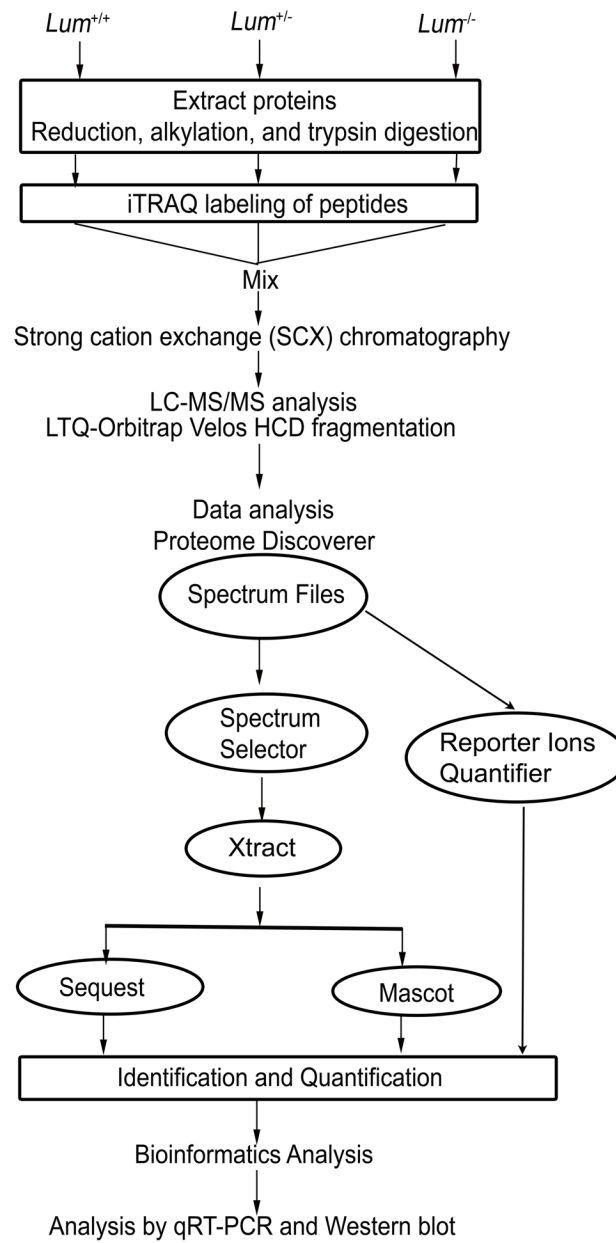 Lum+/+ Lum+/- Lum-/-
Extract proteins
Reduction, alkylation, and trypsin digestion
iTRAQ labeling of peptides
Mix
Strong cation exchange (SCX) chromatography
LC-MS/MS analysis
LTQ-Orbitrap Velos HCD fragmentation
Data analysis
Proteome Discoverer
Spectrum Files
Spectrum
Selector
Reporter Ions
Quantifier
Xtract
Sequest
Mascot
Identification and Quantification
Bioinformatics Analysis
Analysis by qRT-PCR and Western blot